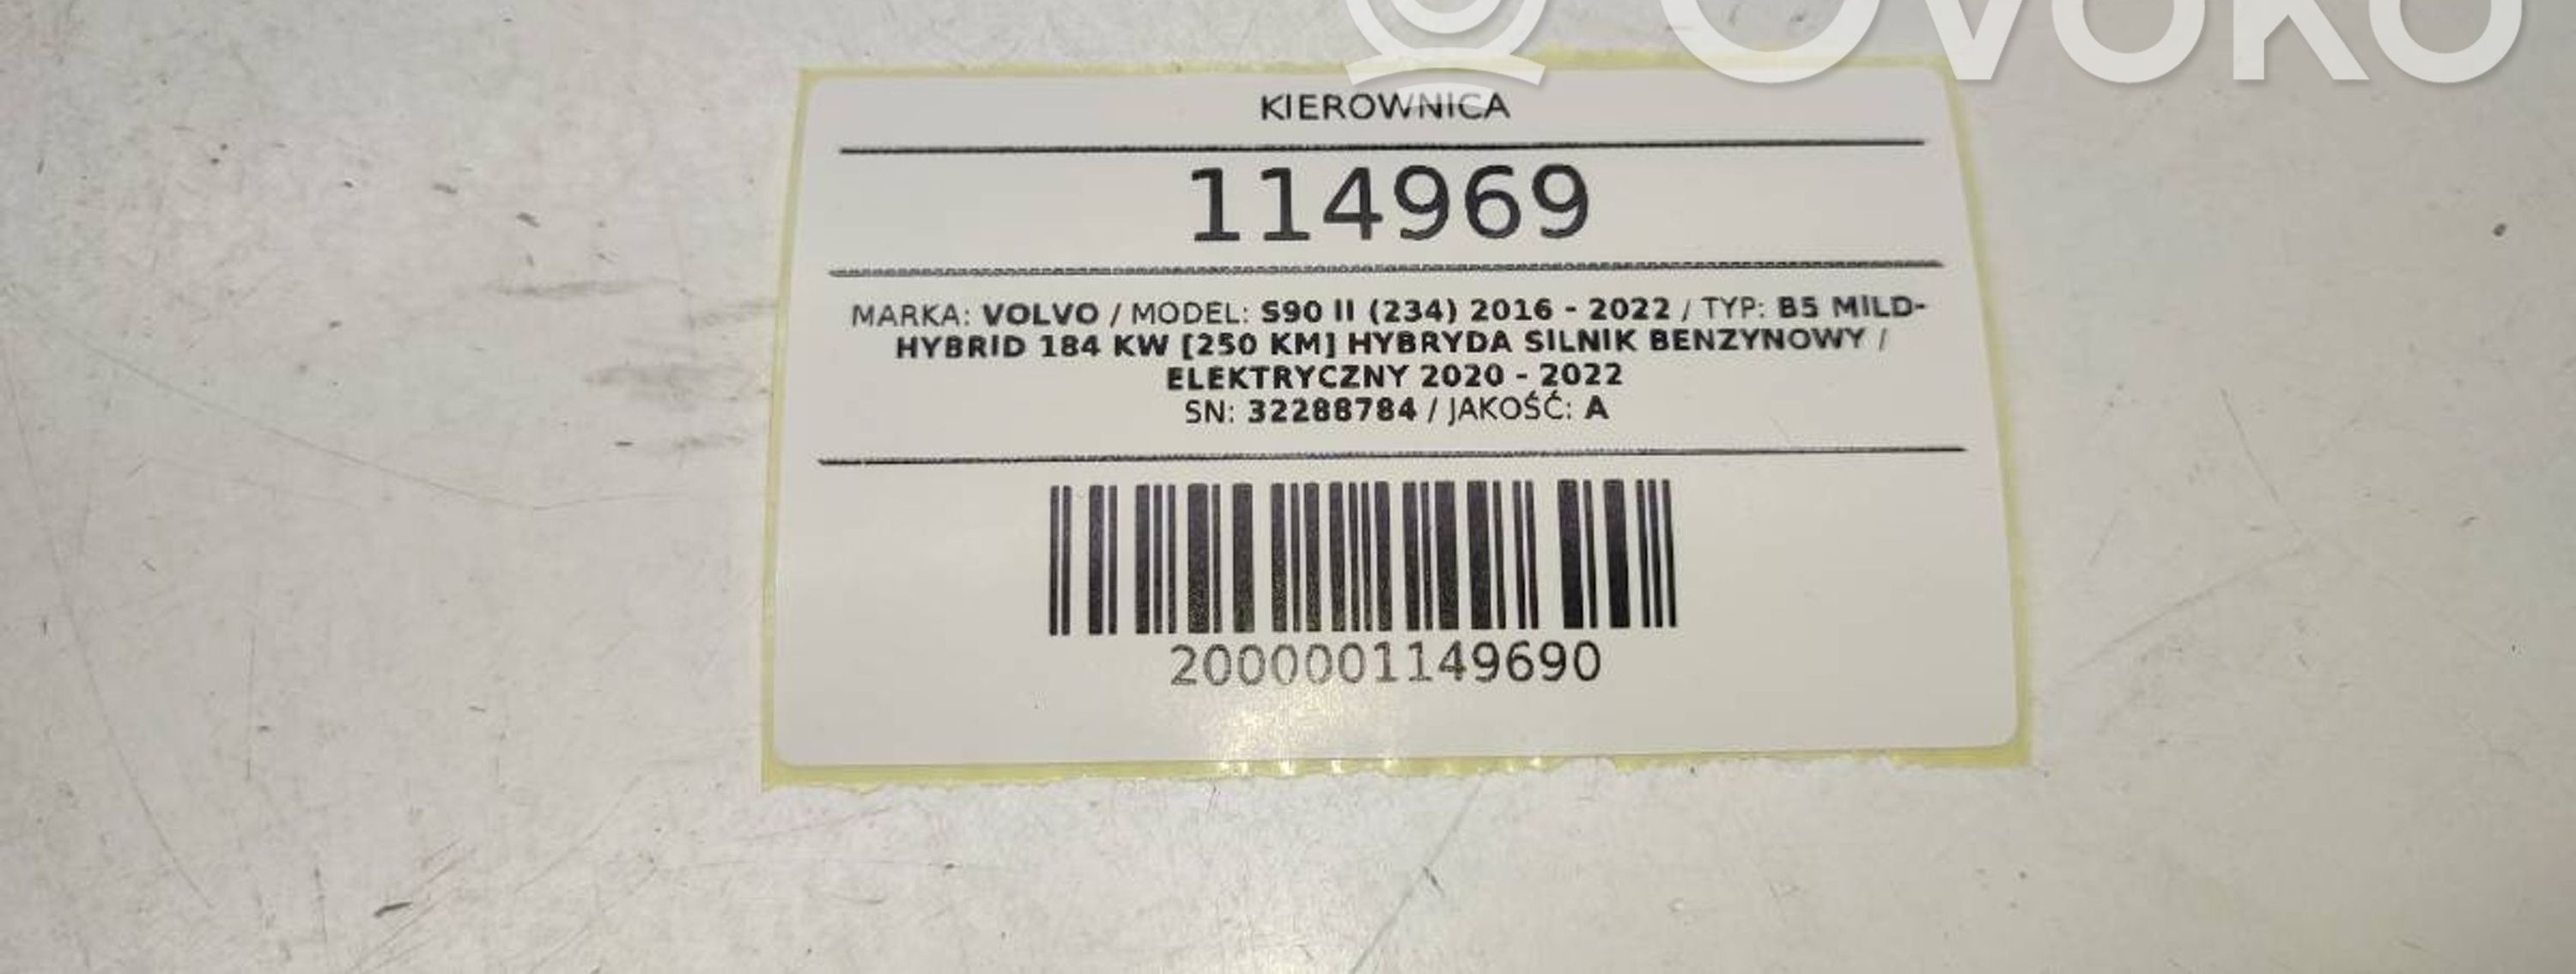 OVOKO
KIEROWNICA
114969
MARKA: VOLVO / MODEL: S90 II (234) 2016 - 2022 / TYP: B5 MILD-
HYBRID 184 KW [250 KM] HYBRYDA SILNIK BENZYNOWY /
ELEKTRYCZNY 2020 - 2022
SN: 32288784 / JAKOŚĆ: A
2000001149690